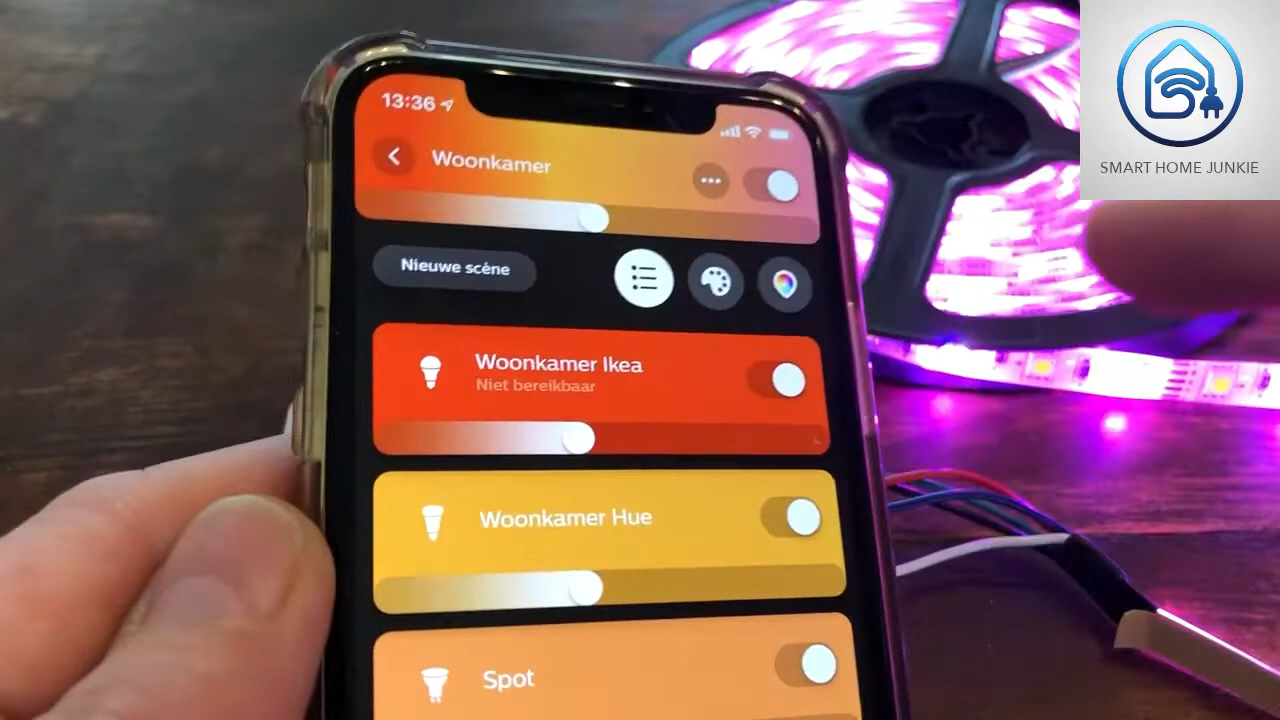 13:36
Woonkamer
Nieuwe scène
Woonkamer Ikea
Niet bereikbaar
Woonkamer Hue
Spot
SMART HOME JUNKIE